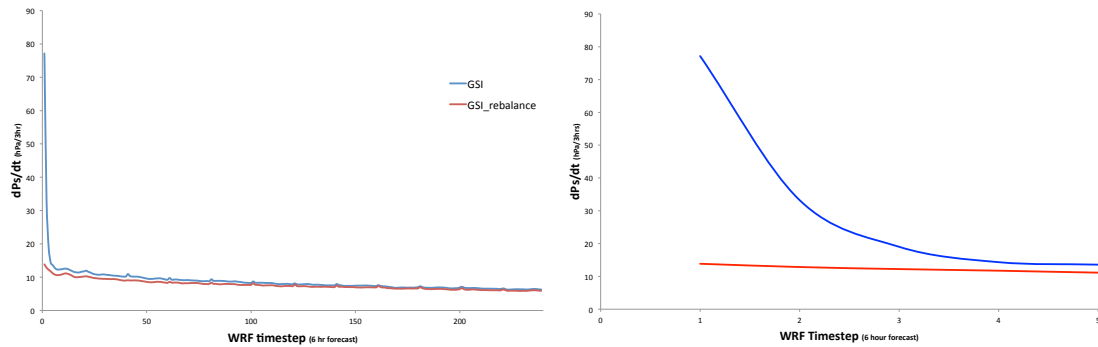 90
80
70
60
50
40
30
20
10
0
dPs/dt (hPa/3hr)
0 50 100 150 200
WRF timestep (6 hr forecast)
GSI
GSI_rebalance
90
80
70
60
50
40
30
20
10
0
dPs/dt (hPa/3hrs)
0 1 2 3 4 5
WRF Timestep (6 hour forecast)